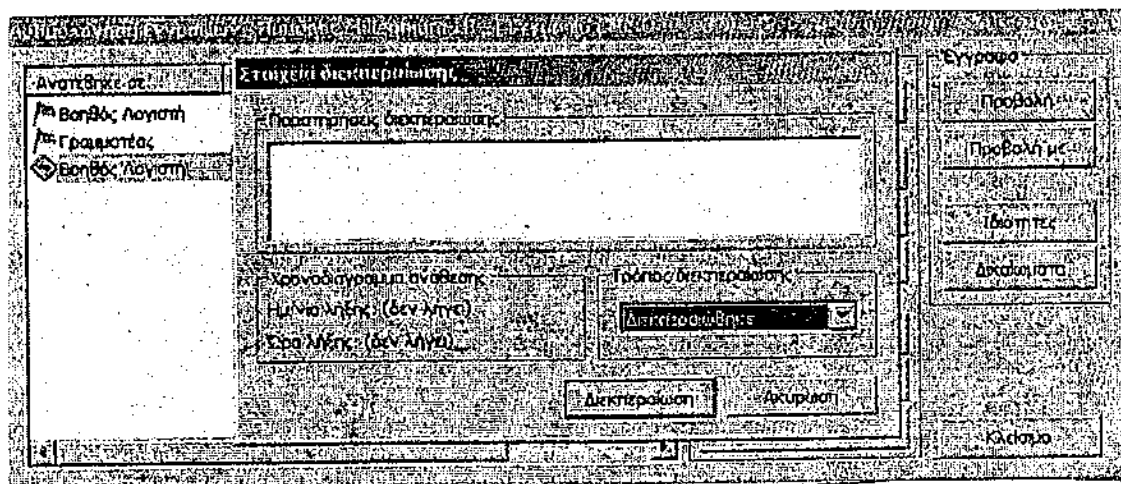 Ανατέθηκε σε
Βοηθός Λογιστή
Γραμματέας
Βοηθός Λογιστή
Στοιχεία διεκπεραίωσης
Παρατηρήσεις διεκπεραίωσης
Χρονοδιάγραμμα ανάθεσης
Ημ/νια λήξης: (δεν λήγει)
Ώρα λήξης: (δεν λήγει)
Τρόπος διεκπεραίωσης
Διεκπεραιώθηκε
Διεκπεραίωση
Ακύρωση
Έγγραφο
Προβολή
Προβολή με
Ιδιότητες
Δικαιώματα
Κλείσιμο